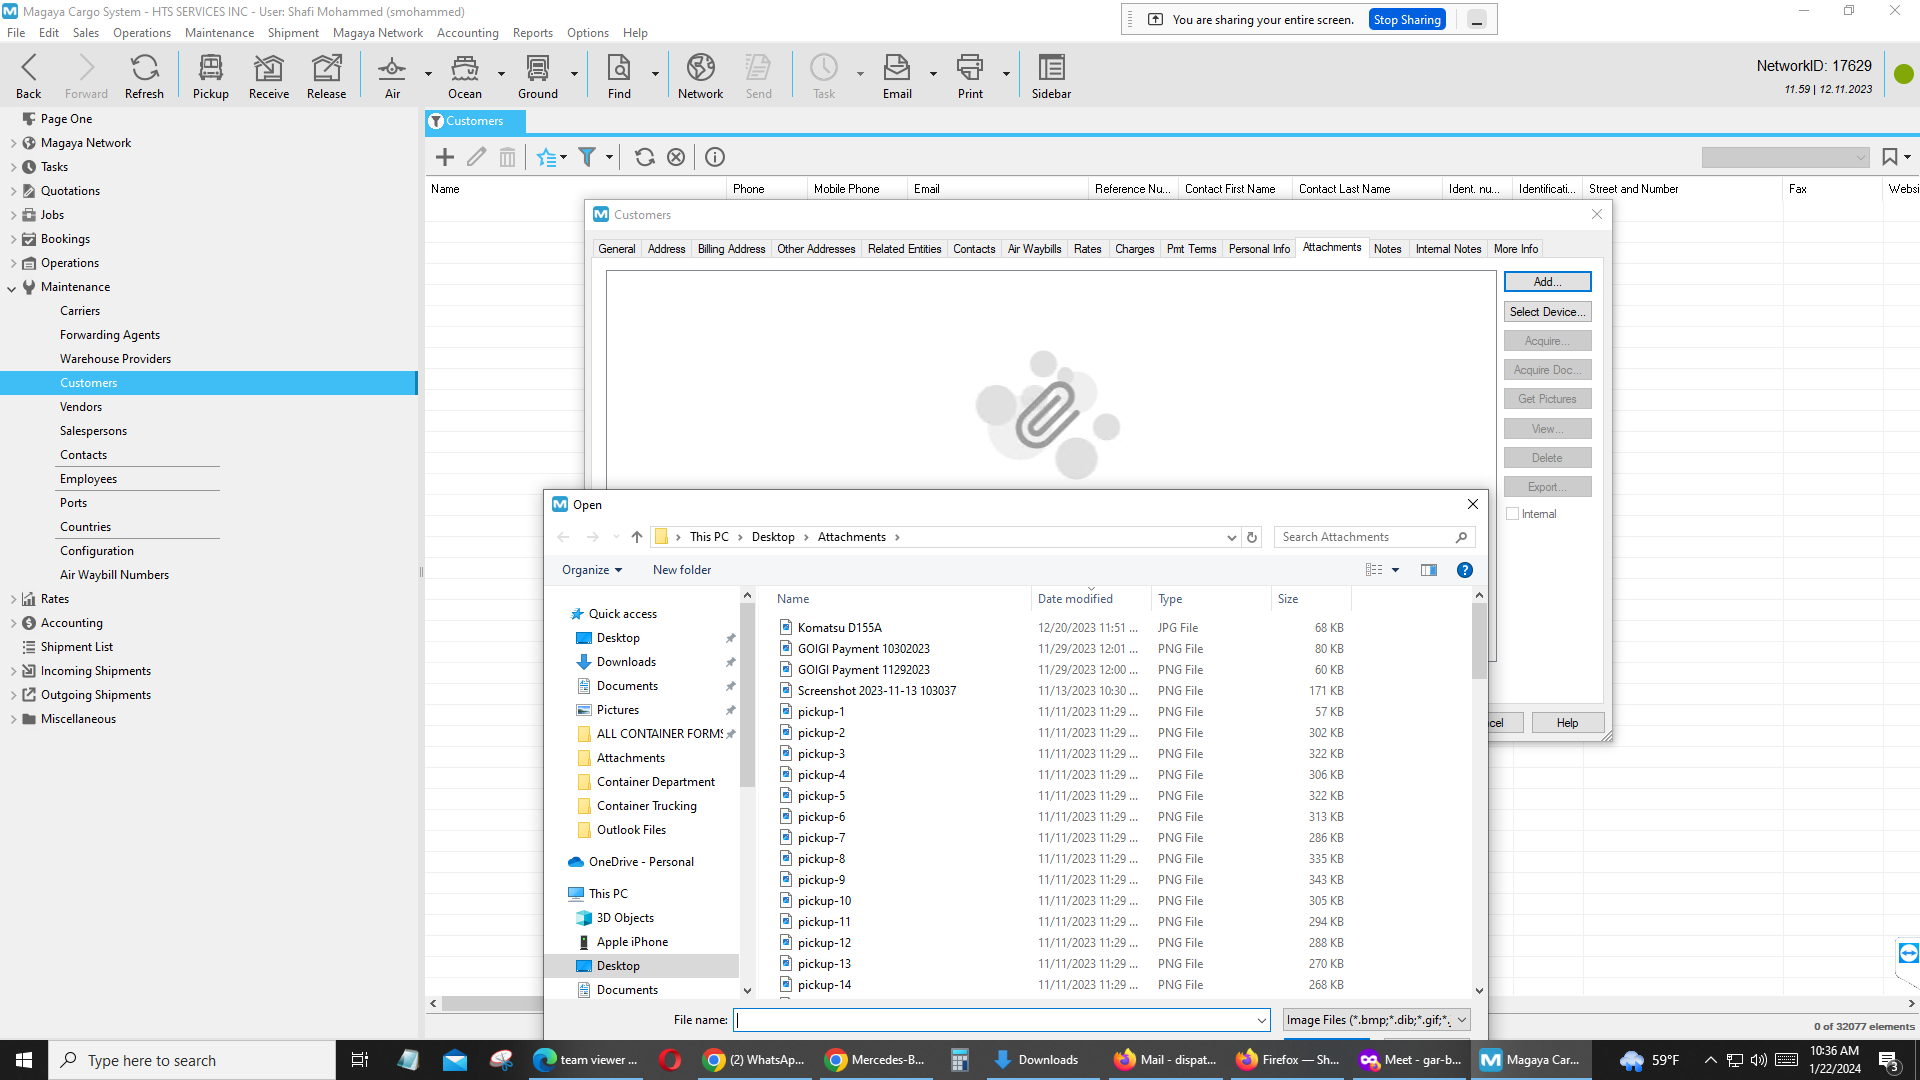 Magaya Cargo System - HTS SERVICES INC - User: Shafi Mohammed (smohammed)
You are sharing your entire screen. Stop Sharing
File Edit Sales Operations Maintenance Shipment Magaya Network Accounting Reports Options Help
Back Forward Refresh Pickup Receive Release Air Ocean Ground Find Network Send Task Email Print Sidebar
NetworkID: 17629
11.59 | 12.11.2023
Page One
Magaya Network
Tasks
Quotations
Jobs
Bookings
Operations
Maintenance
Carriers
Forwarding Agents
Warehouse Providers
Customers
Vendors
Salespersons
Contacts
Employees
Ports
Countries
Configuration
Air Waybill Numbers
Rates
Accounting
Shipment List
Incoming Shipments
Outgoing Shipments
Miscellaneous
Customers
Name Phone Mobile Phone Email Reference Nu... Contact First Name Contact Last Name Ident. nu... Identificati... Street and Number Fax Websi
Customers
General Address Billing Address Other Addresses Related Entities Contacts Air Waybills Rates Charges Pmt Terms Personal Info Attachments Notes Internal Notes More Info
Add...
Select Device...
Acquire...
Acquire Doc...
Get Pictures
View...
Delete
Export...
Internal
cel Help
Open
This PC Desktop Attachments
Search Attachments
Organize New folder
Quick access
Desktop
Downloads
Documents
Pictures
ALL CONTAINER FORMS
Attachments
Container Department
Container Trucking
Outlook Files
OneDrive - Personal
This PC
3D Objects
Apple iPhone
Desktop
Documents
Name Date modified Type Size
Komatsu D155A 12/20/2023 11:51 ... JPG File 68 KB
GOIGI Payment 10302023 11/29/2023 12:01 ... PNG File 80 KB
GOIGI Payment 11292023 11/29/2023 12:00 ... PNG File 60 KB
Screenshot 2023-11-13 103037 11/13/2023 10:30 ... PNG File 171 KB
pickup-1 11/11/2023 11:29 ... PNG File 57 KB
pickup-2 11/11/2023 11:29 ... PNG File 302 KB
pickup-3 11/11/2023 11:29 ... PNG File 322 KB
pickup-4 11/11/2023 11:29 ... PNG File 306 KB
pickup-5 11/11/2023 11:29 ... PNG File 322 KB
pickup-6 11/11/2023 11:29 ... PNG File 313 KB
pickup-7 11/11/2023 11:29 ... PNG File 286 KB
pickup-8 11/11/2023 11:29 ... PNG File 335 KB
pickup-9 11/11/2023 11:29 ... PNG File 343 KB
pickup-10 11/11/2023 11:29 ... PNG File 305 KB
pickup-11 11/11/2023 11:29 ... PNG File 294 KB
pickup-12 11/11/2023 11:29 ... PNG File 288 KB
pickup-13 11/11/2023 11:29 ... PNG File 270 KB
pickup-14 11/11/2023 11:29 ... PNG File 268 KB
File name: Image Files (*.bmp;*.dib;*.gif;*.
0 of 32077 elements
Type here to search
team viewer ...
(2) WhatsAp...
Mercedes-B...
Downloads
Mail - dispat...
Firefox — Sh...
Meet - gar-b...
Magaya Car...
59°F
10:36 AM
1/22/2024
3